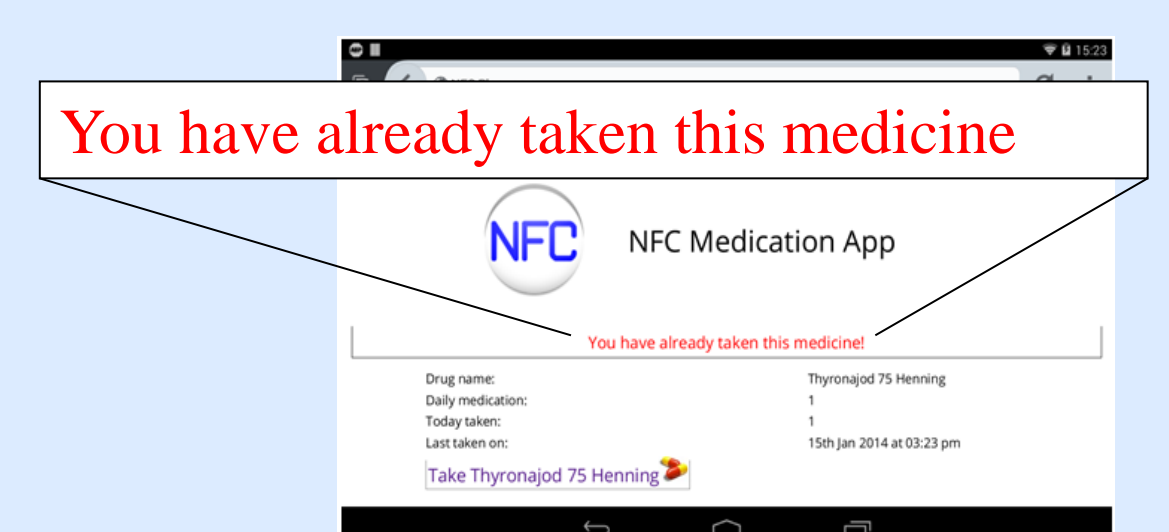 15:23
You have already taken this medicine
NFC
NFC Medication App
You have already taken this medicine!
Drug name: Thyronajod 75 Henning
Daily medication: 1
Today taken: 1
Last taken on: 15th Jan 2014 at 03:23 pm
Take Thyronajod 75 Henning